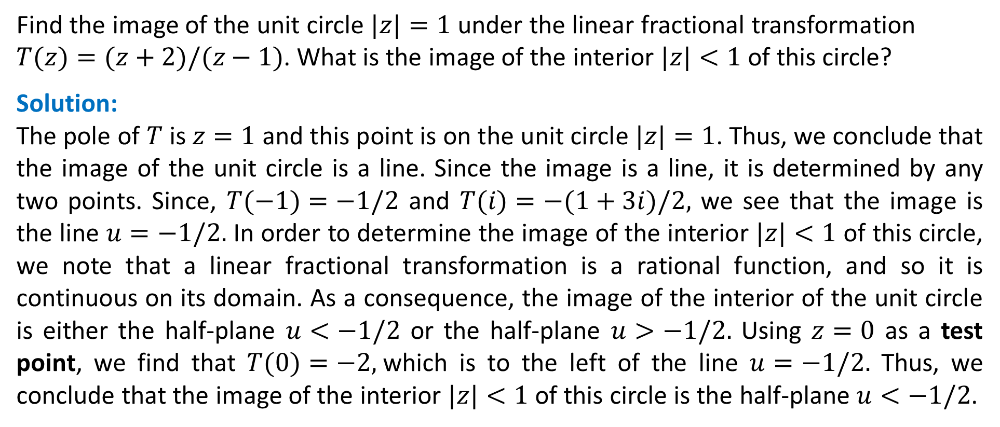 Find the image of the unit circle |z| = 1 under the linear fractional transformation
T(z) = (z + 2)/(z − 1). What is the image of the interior |z| < 1 of this circle?
Solution:
The pole of T is z = 1 and this point is on the unit circle |z| = 1. Thus, we conclude that
the image of the unit circle is a line. Since the image is a line, it is determined by any
two points. Since, T(−1) = −1/2 and T(i) = −(1 + 3i)/2, we see that the image is
the line u = −1/2. In order to determine the image of the interior |z| < 1 of this circle,
we note that a linear fractional transformation is a rational function, and so it is
continuous on its domain. As a consequence, the image of the interior of the unit circle
is either the half-plane u < −1/2 or the half-plane u > −1/2. Using z = 0 as a test
point, we find that T(0) = −2, which is to the left of the line u = −1/2. Thus, we
conclude that the image of the interior |z| < 1 of this circle is the half-plane u < −1/2.